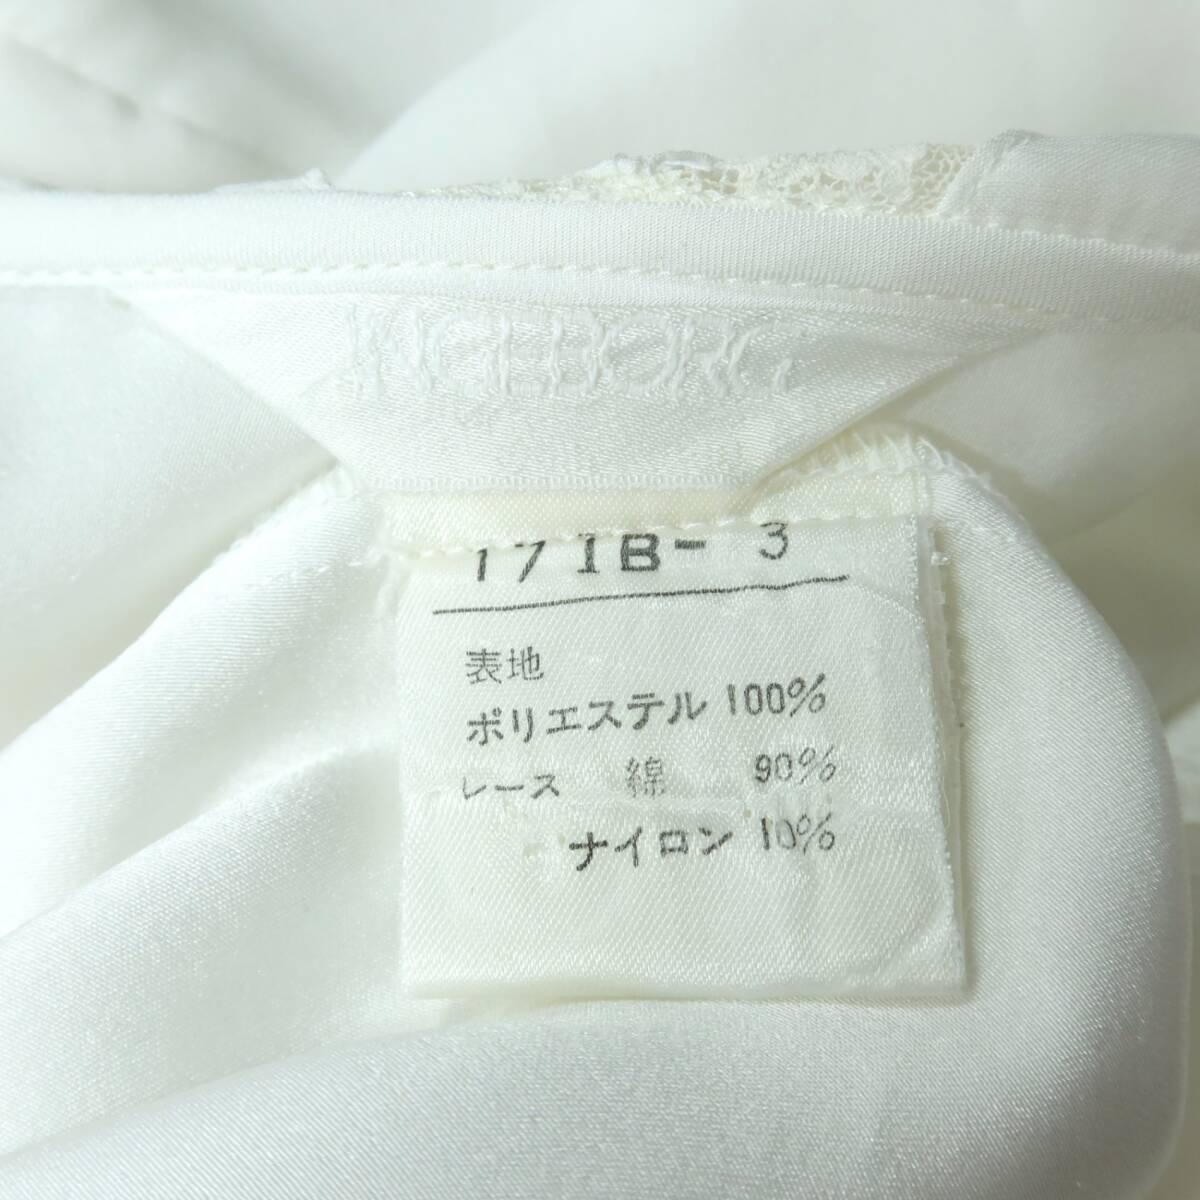 INGEBORG
171B- 3
表地
ポリエステル 100%
レース 綿 90%
ナイロン 10%